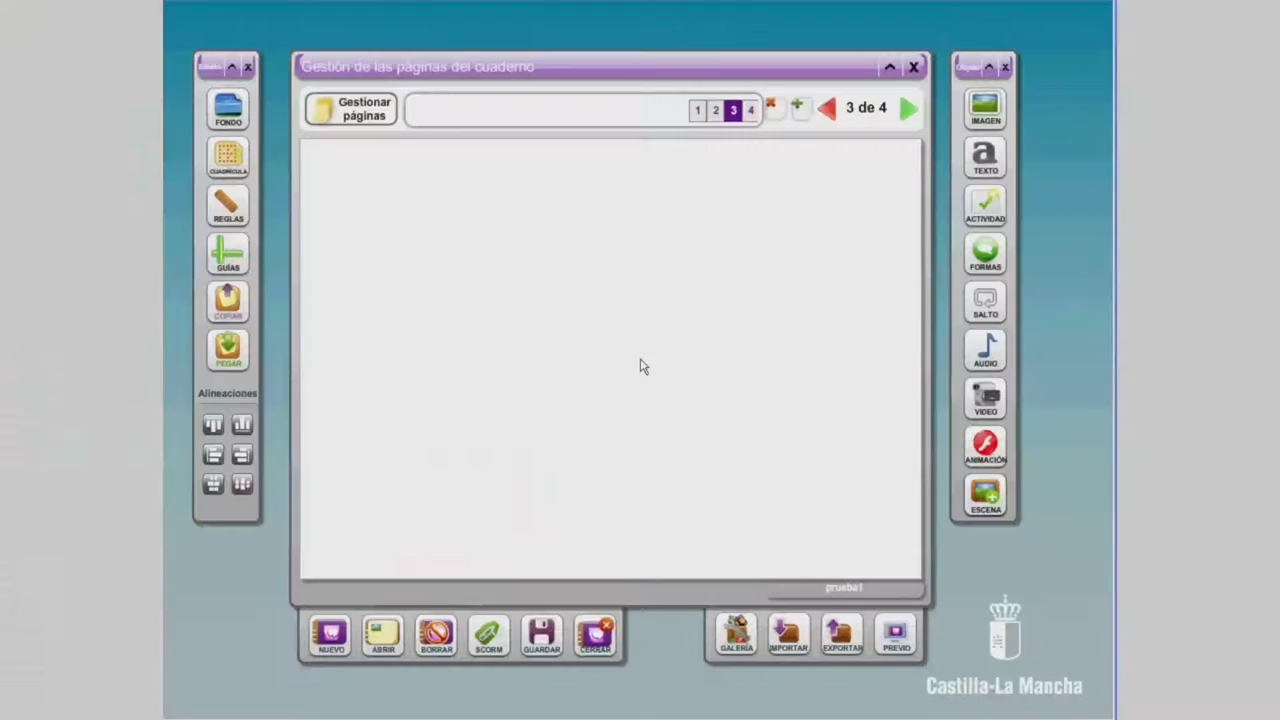 Gestión de las páginas del cuaderno
Gestionar
páginas
1 2 3 4
3 de 4
FONDO
CUADRÍCULA
REGLAS
GUÍAS
COPIAR
PEGAR
Alineaciones
IMAGEN
TEXTO
ACTIVIDAD
FORMAS
SALTO
AUDIO
VIDEO
ANIMACIÓN
ESCENA
prueba1
NUEVO
ABRIR
BORRAR
SCORM
GUARDAR
CERRAR
GALERÍA
IMPORTAR
EXPORTAR
PREVIO
Castilla-La Mancha